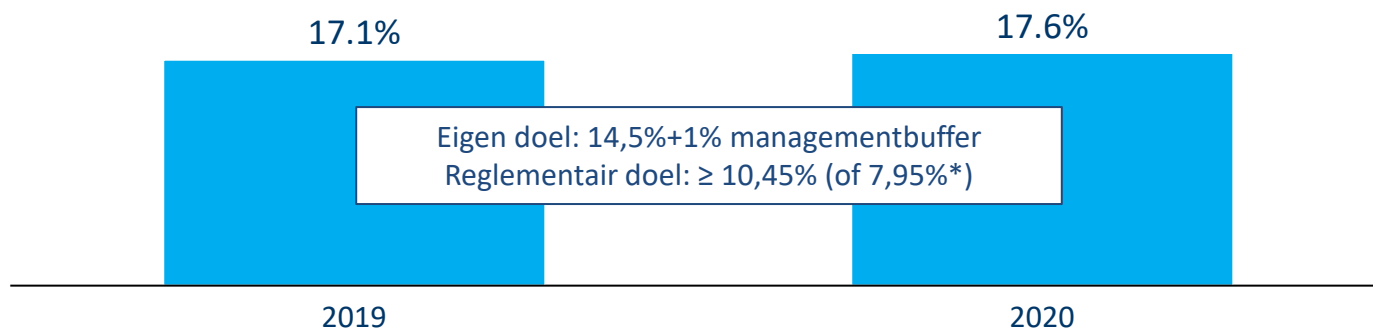 17.1%
17.6%
Eigen doel: 14,5%+1% managementbuffer
Reglementair doel: ≥ 10,45% (of 7,95%*)
2019
2020